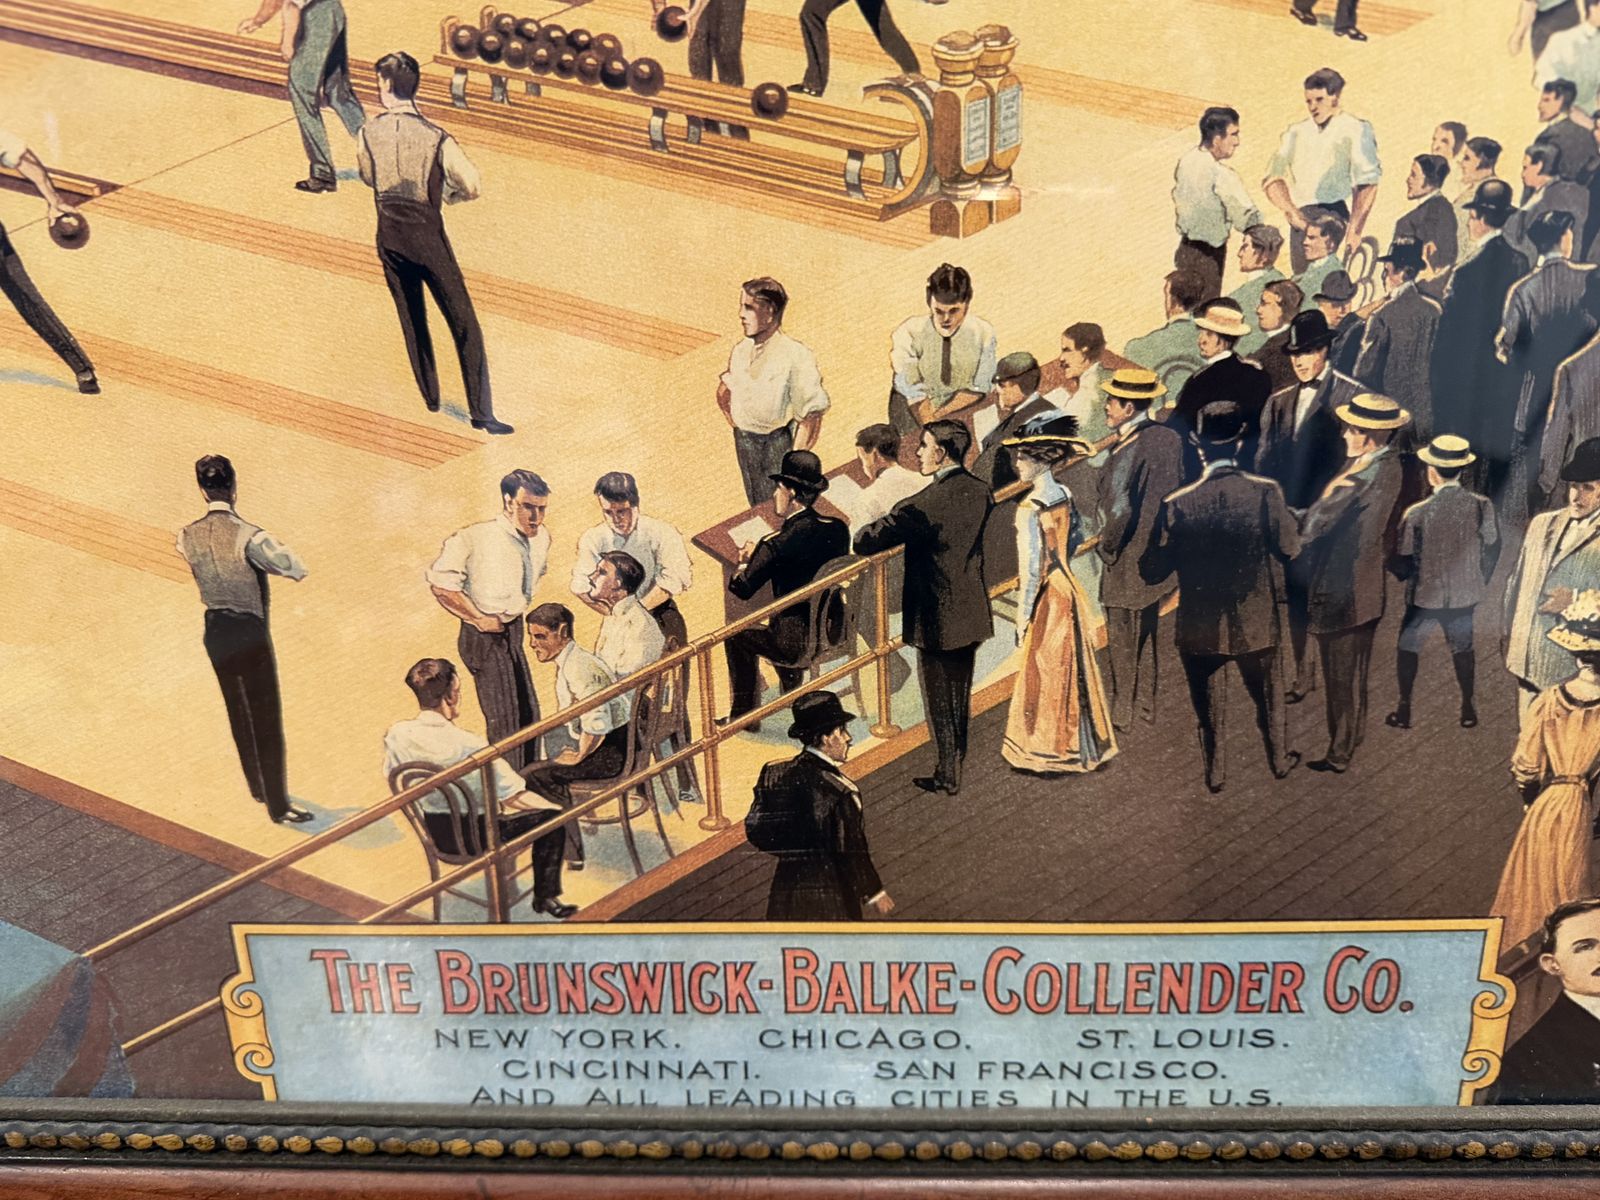 THE BRUNSWICK-BALKE-COLLENDER CO.
NEW YORK. CHICAGO. ST. LOUIS.
CINCINNATI. SAN FRANCISCO.
AND ALL LEADING CITIES IN THE U.S.